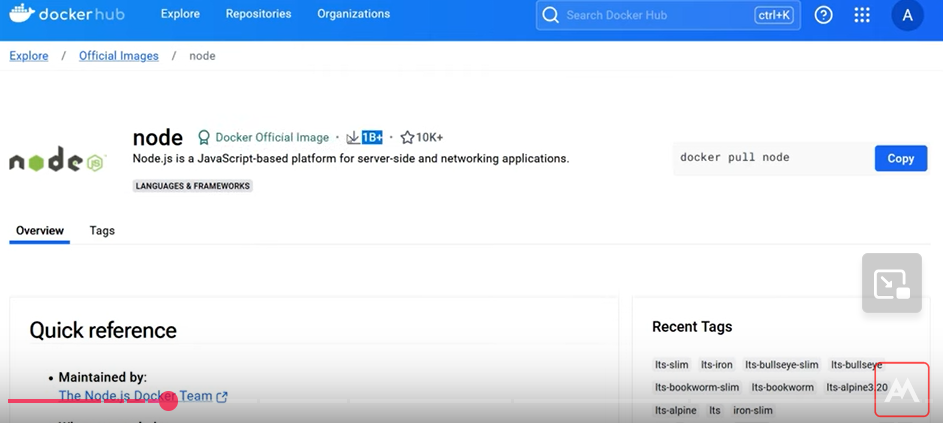 dockerhub Explore Repositories Organizations Search Docker Hub ctrl+K A
Explore / Official Images / node
node Docker Official Image · 1B+ · 10K+
node JS
Node.js is a JavaScript-based platform for server-side and networking applications.
docker pull node Copy
LANGUAGES & FRAMEWORKS
Overview Tags
Quick reference
Recent Tags
lts-slim lts-iron lts-bullseye-slim lts-bullseye
• Maintained by:
lts-bookworm-slim lts-bookworm lts-alpine3.20
The Node.js Docker Team
lts-alpine lts iron-slim